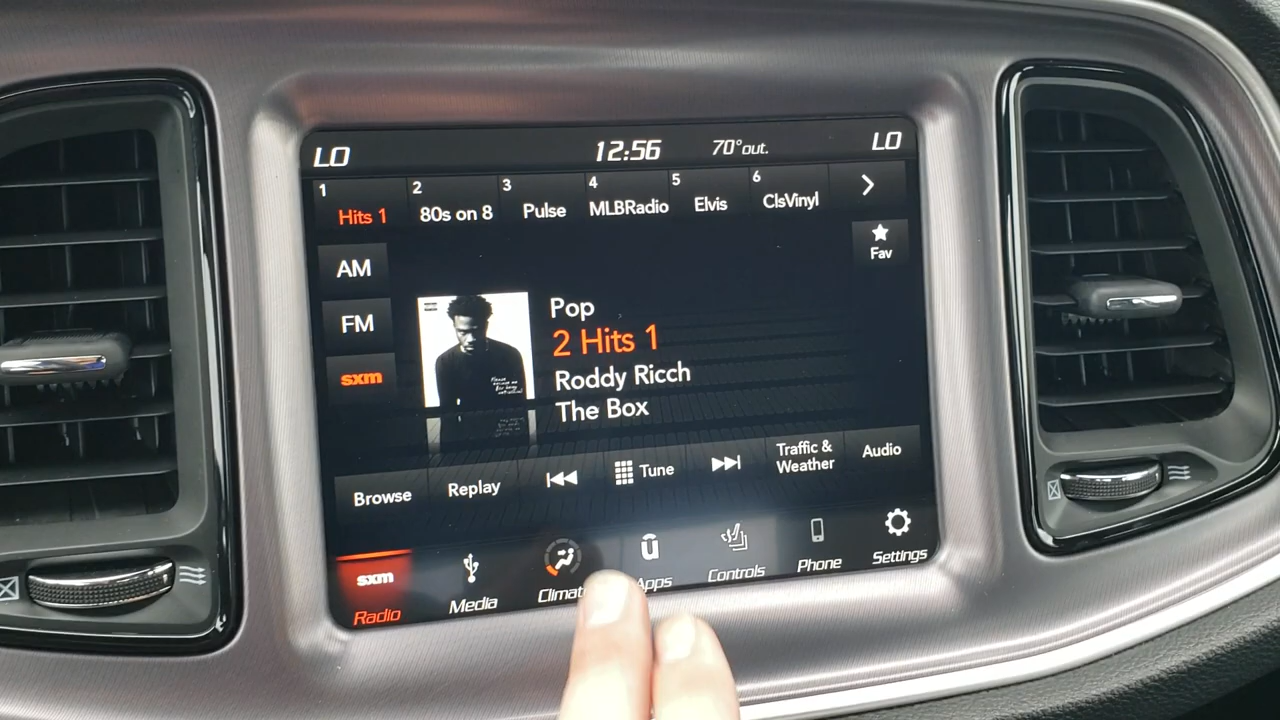 LO 12:56 70°out. LO
1 2 3 4 5 6
Hits 1 80s on 8 Pulse MLBRadio Elvis ClsVinyl
Fav
AM
FM
sxm
Pop
2 Hits 1
Roddy Ricch
The Box
Browse Replay Tune Traffic & Weather Audio
sxm
Radio Media Climat Apps Controls Phone Settings